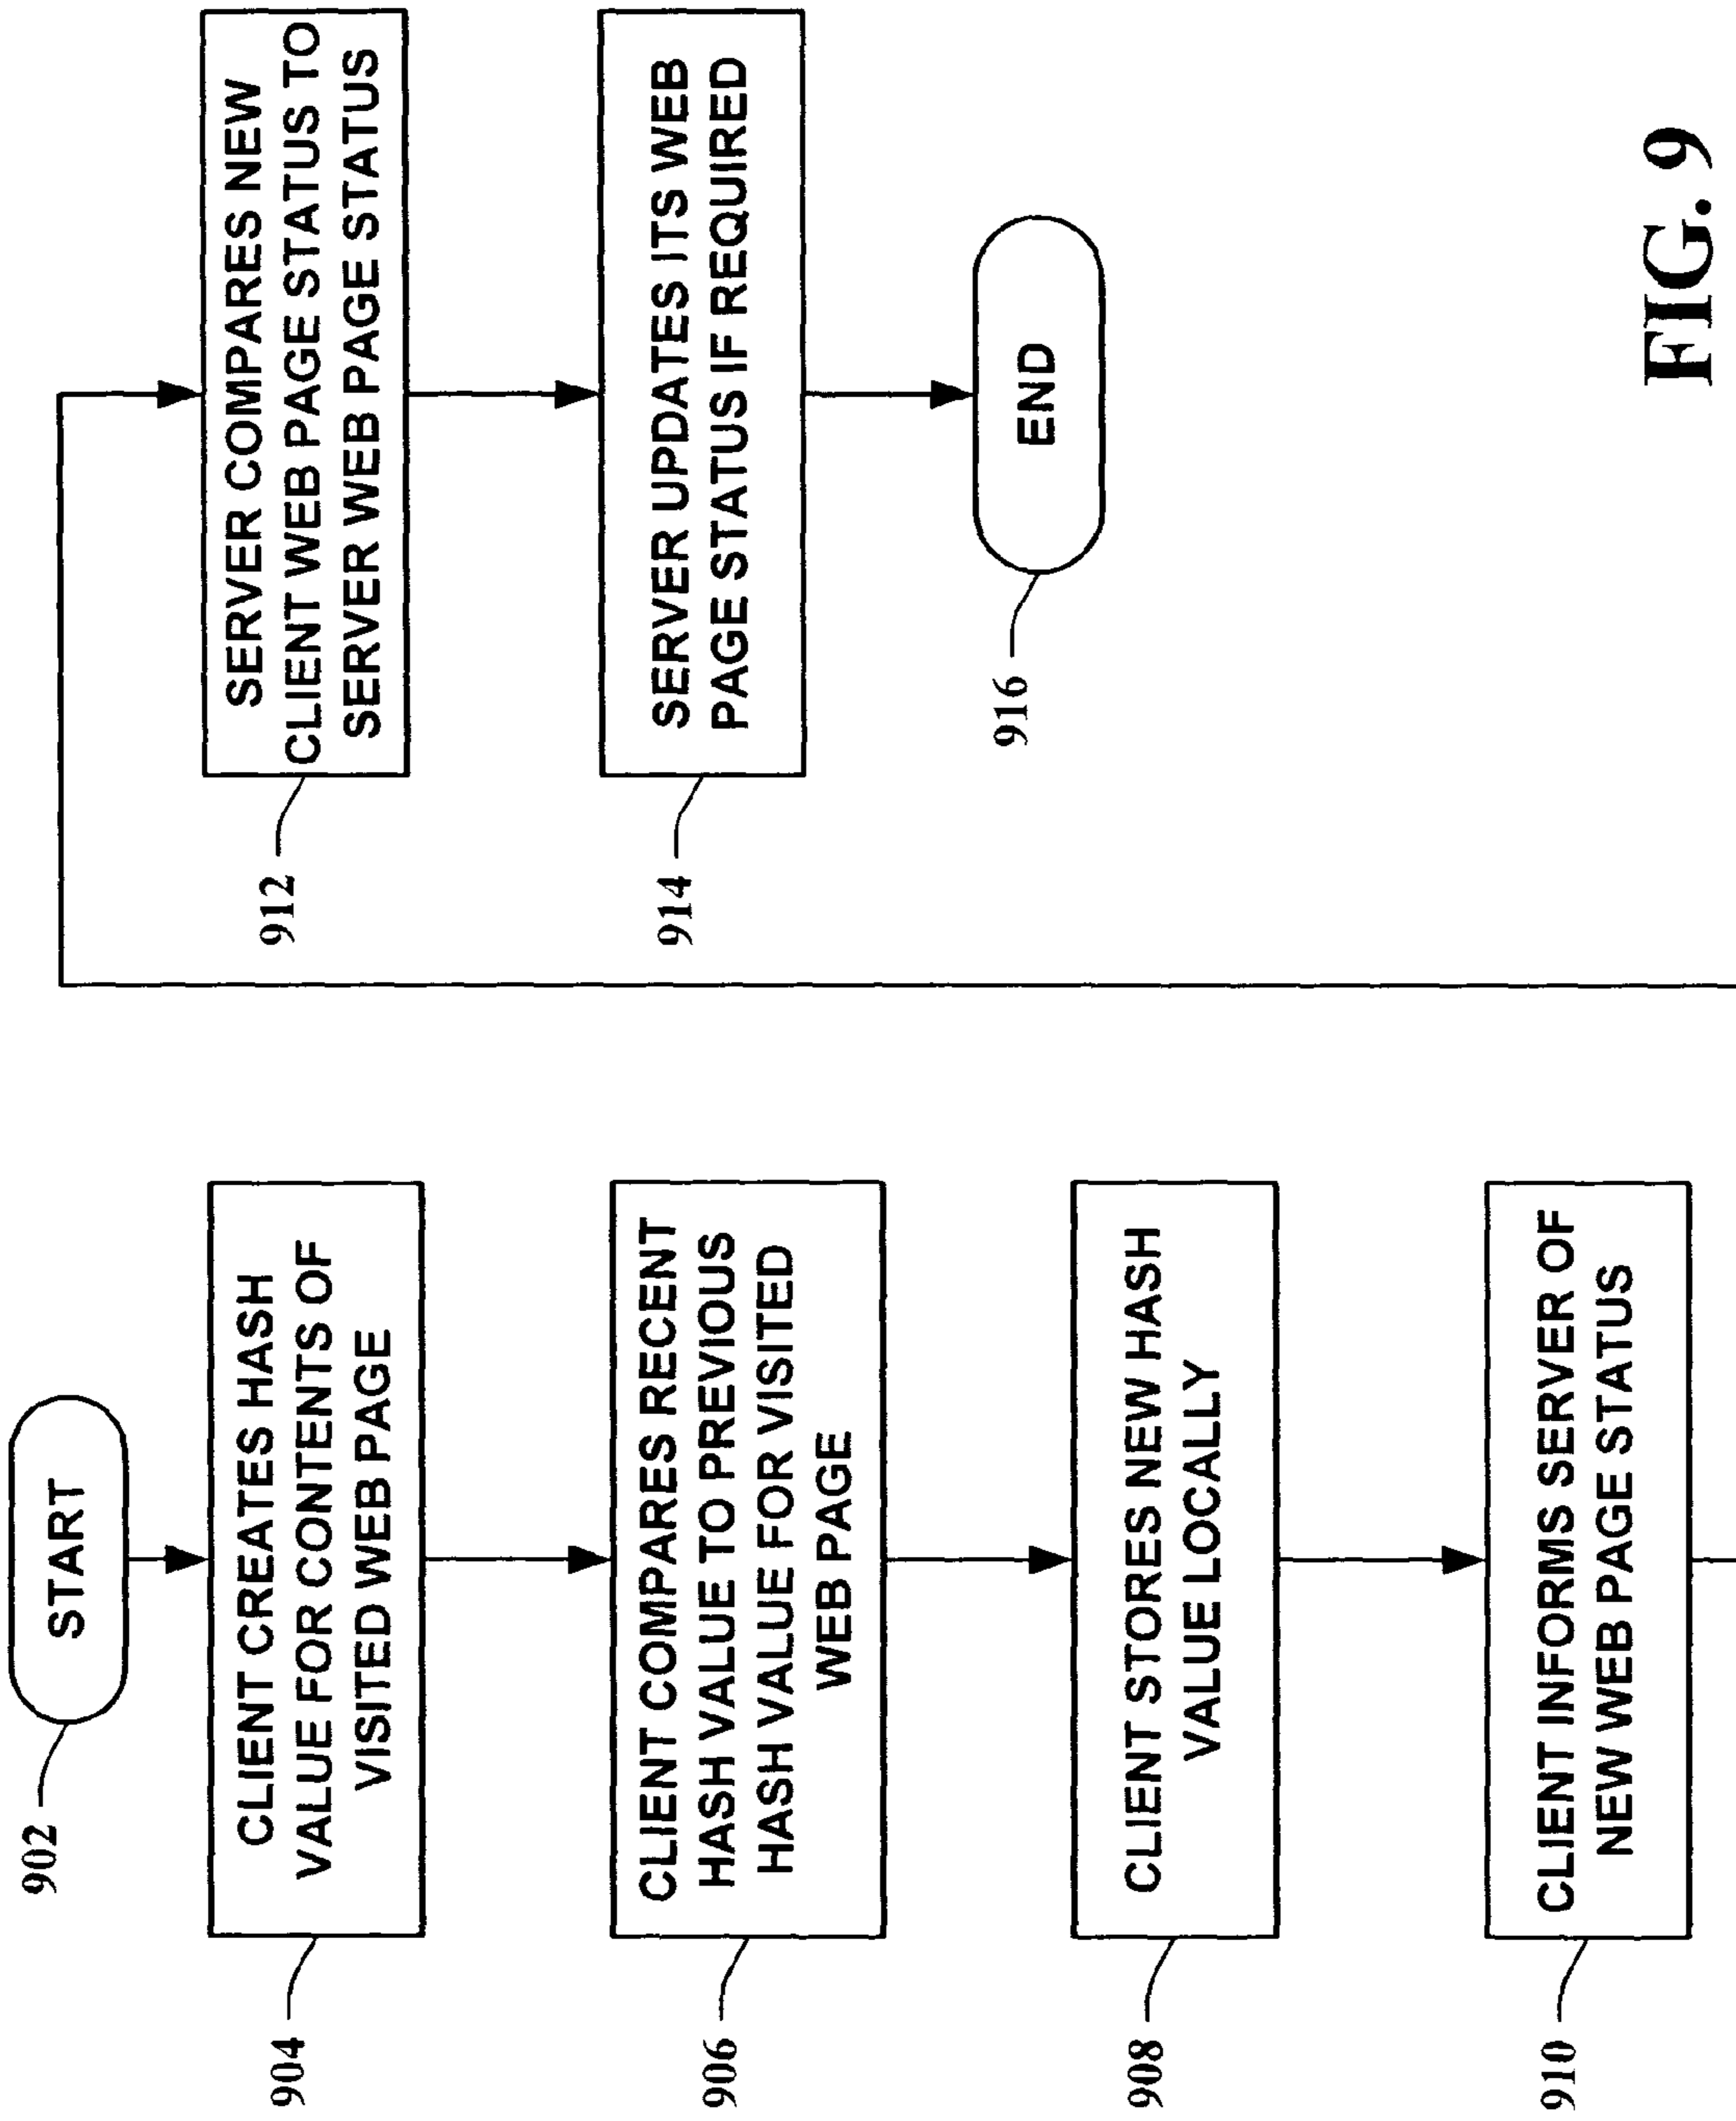 902
START
904
CLIENT CREATES HASH
VALUE FOR CONTENTS OF
VISITED WEB PAGE
906
CLIENT COMPARES RECENT
HASH VALUE TO PREVIOUS
HASH VALUE FOR VISITED
WEB PAGE
908
CLIENT STORES NEW HASH
VALUE LOCALLY
910
CLIENT INFORMS SERVER OF
NEW WEB PAGE STATUS
912
SERVER COMPARES NEW
CLIENT WEB PAGE STATUS TO
SERVER WEB PAGE STATUS
914
SERVER UPDATES ITS WEB
PAGE STATUS IF REQUIRED
916
END
FIG. 9